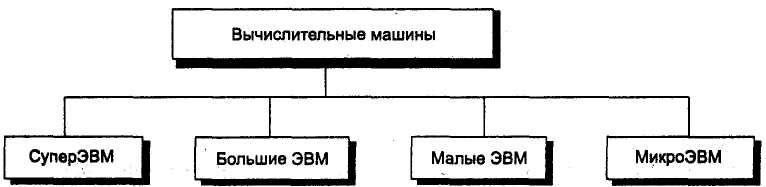 Вычислительные машины
СуперЭВМ
Большие ЭВМ
Малые ЭВМ
МикроЭВМ